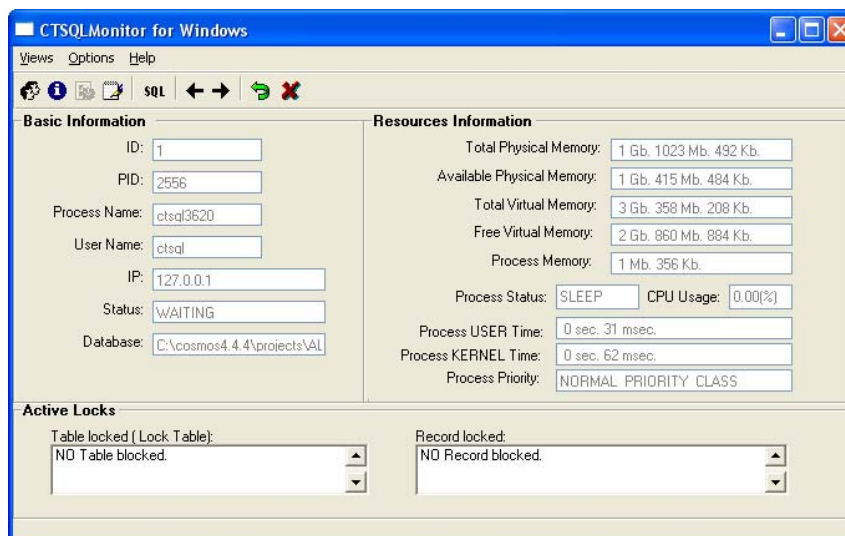 CTSQLMonitor for Windows
Views Options Help
SQL
Basic Information
ID: 1
PID: 2556
Process Name: ctsql3620
User Name: ctsql
IP: 127.0.0.1
Status: WAITING
Database: C:\cosmos4.4.4\projects\AL
Resources Information
Total Physical Memory: 1 Gb. 1023 Mb. 492 Kb.
Available Physical Memory: 1 Gb. 415 Mb. 484 Kb.
Total Virtual Memory: 3 Gb. 358 Mb. 208 Kb.
Free Virtual Memory: 2 Gb. 860 Mb. 884 Kb.
Process Memory: 1 Mb. 356 Kb.
Process Status: SLEEP CPU Usage: 0.00(%)
Process USER Time: 0 sec. 31 msec.
Process KERNEL Time: 0 sec. 62 msec.
Process Priority: NORMAL PRIORITY CLASS
Active Locks
Table locked ( Lock Table):
NO Table blocked.
Record locked:
NO Record blocked.